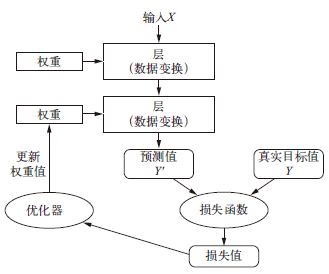 输入X
层
（数据变换）
权重
层
（数据变换）
权重
预测值
Y'
真实目标值
Y
更新
权重值
优化器
损失函数
损失值